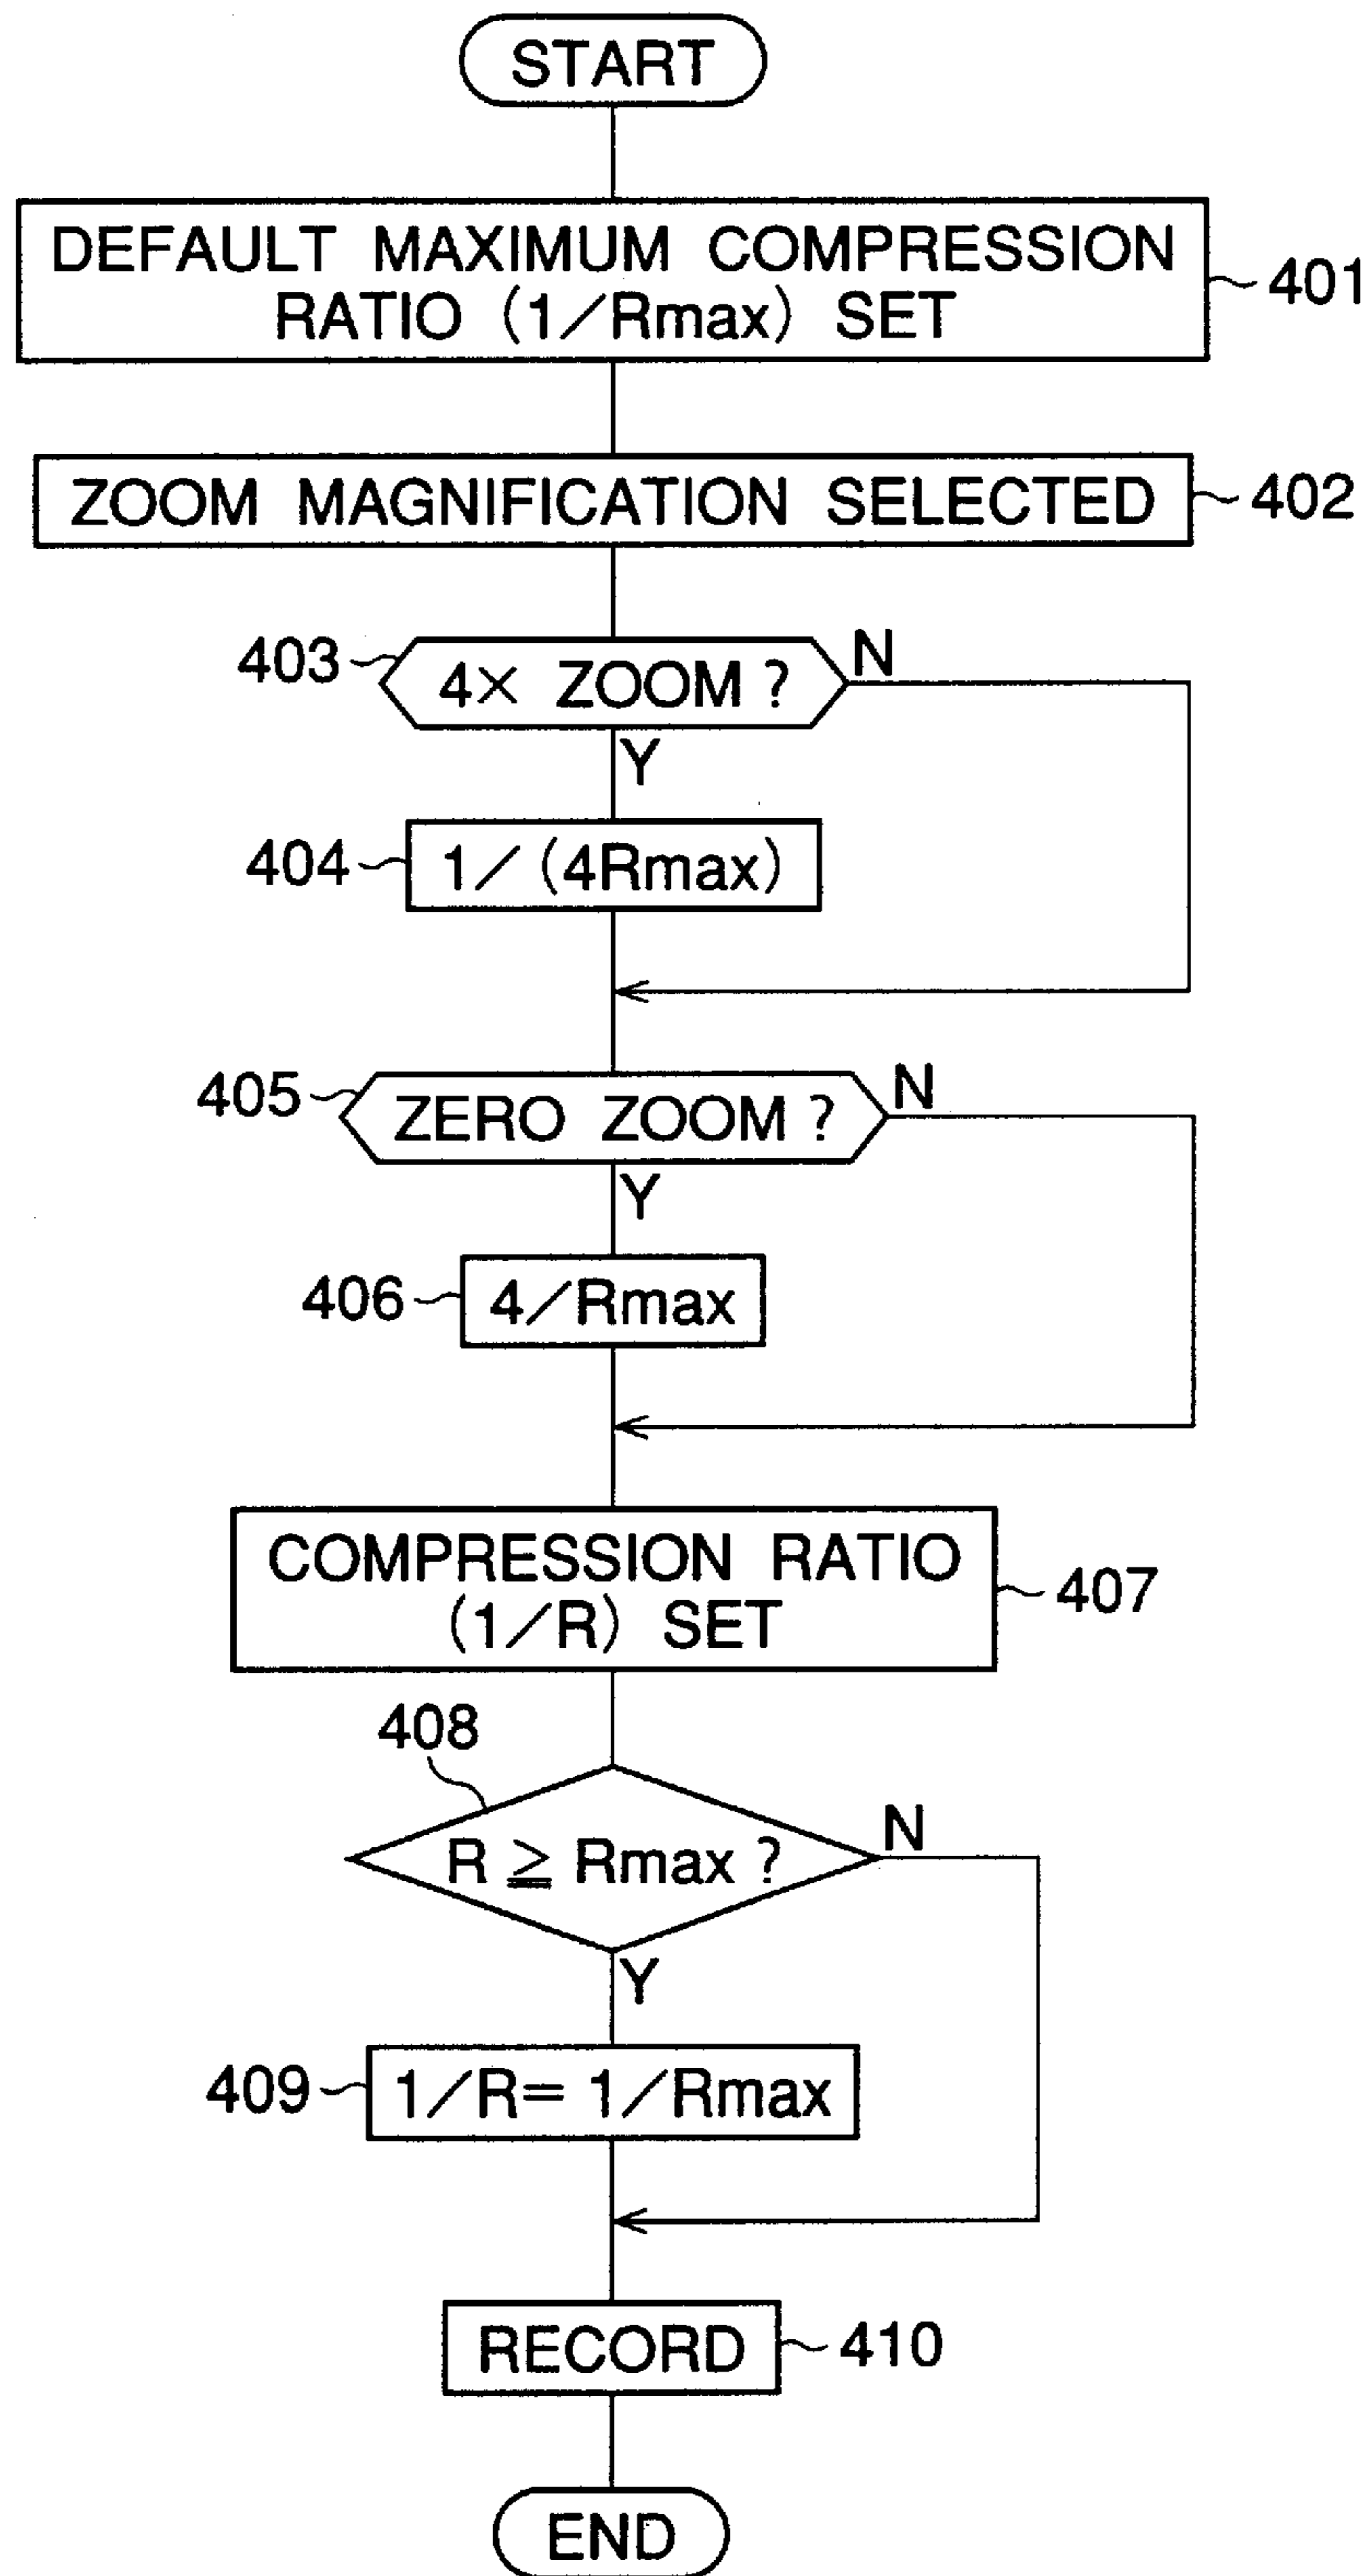 START
DEFAULT MAXIMUM COMPRESSION
RATIO (1/Rmax) SET
401
ZOOM MAGNIFICATION SELECTED
402
403
4× ZOOM ?
N
Y
404
1/(4Rmax)
405
ZERO ZOOM ?
N
Y
406
4/Rmax
COMPRESSION RATIO
(1/R) SET
407
408
R ≧ Rmax ?
N
Y
409
1/R= 1/Rmax
RECORD
410
END